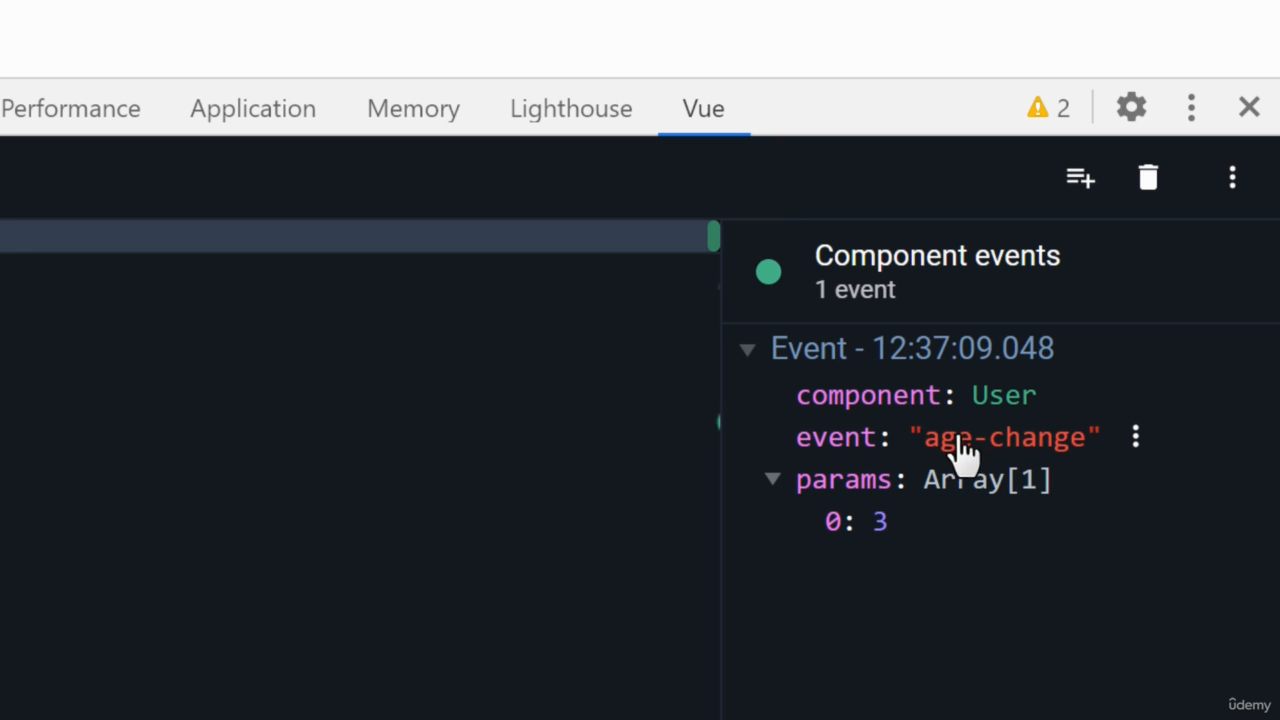 Performance Application Memory Lighthouse Vue 2
Component events
1 event
Event - 12:37:09.048
component: User
event: "age-change"
params: Array[1]
0: 3
ûdemy